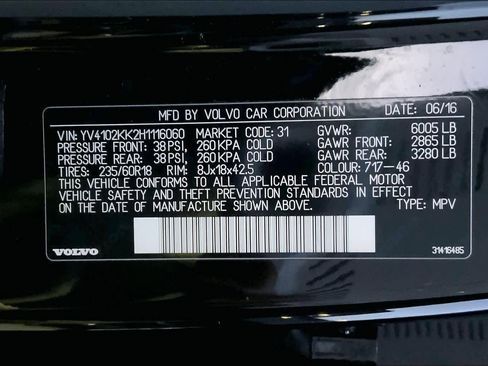 MFD BY VOLVO CAR CORPORATION DATE: 06/16
VIN: YV4102KK2H1116060 MARKET CODE: 31 GVWR: 6005 LB
PRESSURE FRONT: 38 PSI, 260 KPA COLD GAWR FRONT: 2865 LB
PRESSURE REAR: 38 PSI, 260 KPA COLD GAWR REAR: 3280 LB
TIRES: 235/60R18 RIM: 8Jx18x42.5 COLOUR: 717-46
THIS VEHICLE CONFORMS TO ALL APPLICABLE FEDERAL MOTOR
VEHICLE SAFETY AND THEFT PREVENTION STANDARDS IN EFFECT
ON THE DATE OF MANUFACTURE SHOWN ABOVE. TYPE: MPV
VOLVO 31416485